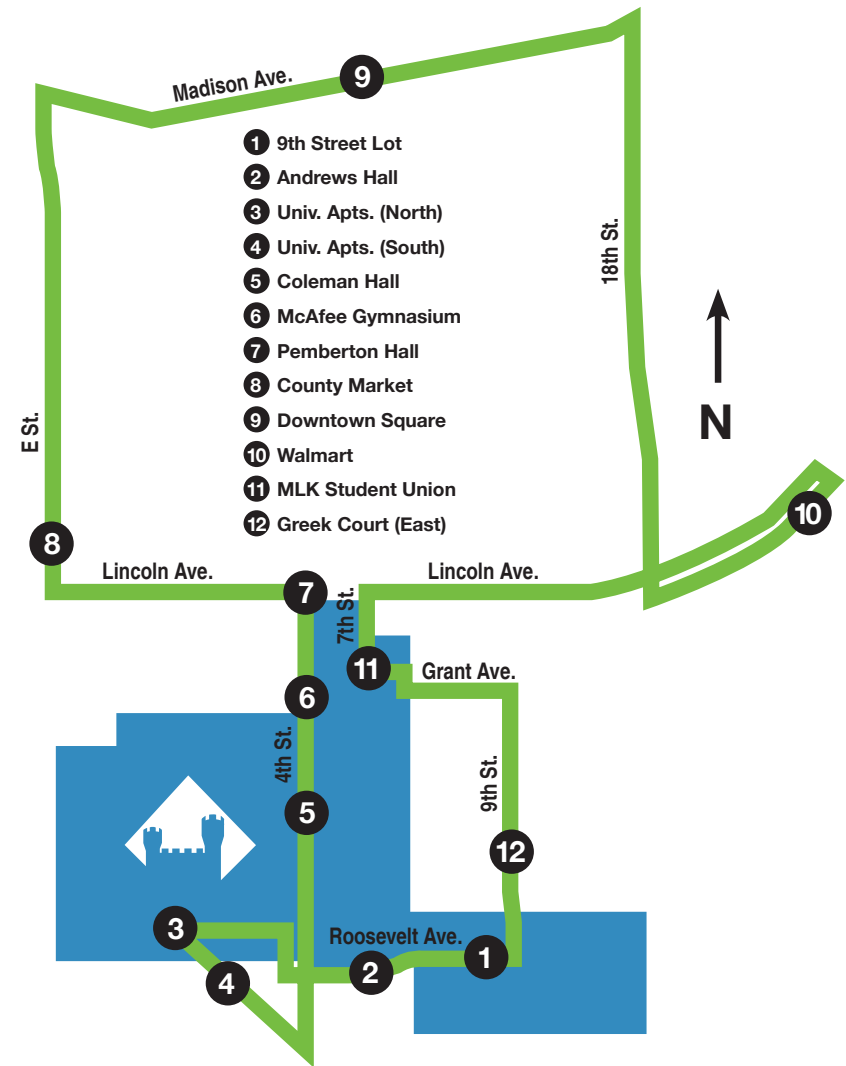 Madison Ave.
9
1 9th Street Lot
2 Andrews Hall
3 Univ. Apts. (North)
4 Univ. Apts. (South)
5 Coleman Hall
6 McAfee Gymnasium
7 Pemberton Hall
8 County Market
9 Downtown Square
10 Walmart
11 MLK Student Union
12 Greek Court (East)
18th St.
N
E St.
10
8
Lincoln Ave.
7
7th St.
Lincoln Ave.
11
Grant Ave.
6
4th St.
9th St.
5
12
3
Roosevelt Ave.
1
2
4